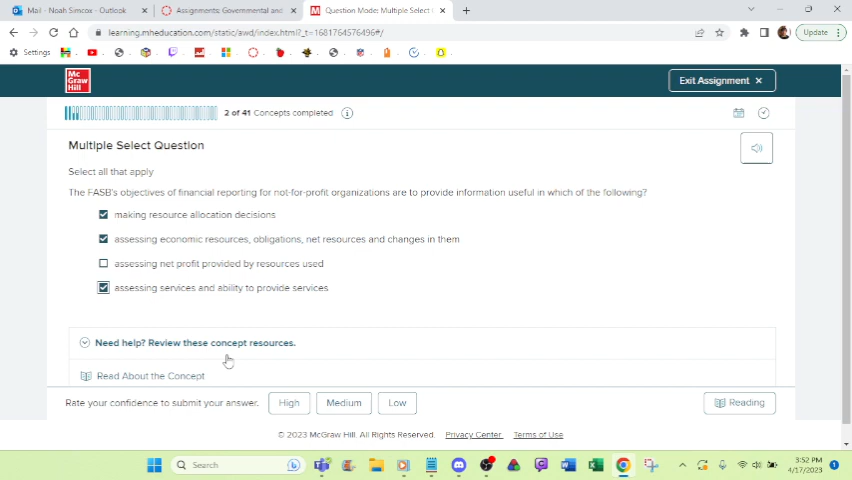 Mail - Noah Simcox - Outlook
Assignments: Governmental and
Question Mode: Multiple Select
learning.mheducation.com/static/awd/index.html?_t=1681764576496#/
Update
Settings
Mc
Graw
Hill
Exit Assignment
2 of 41 Concepts completed
Multiple Select Question
Select all that apply
The FASB's objectives of financial reporting for not-for-profit organizations are to provide information useful in which of the following?
making resource allocation decisions
assessing economic resources, obligations, net resources and changes in them
assessing net profit provided by resources used
assessing services and ability to provide services
Need help? Review these concept resources.
Read About the Concept
Rate your confidence to submit your answer.
High
Medium
Low
Reading
© 2023 McGraw Hill. All Rights Reserved.
Privacy Center
Terms of Use
Search
3:52 PM
4/17/2023